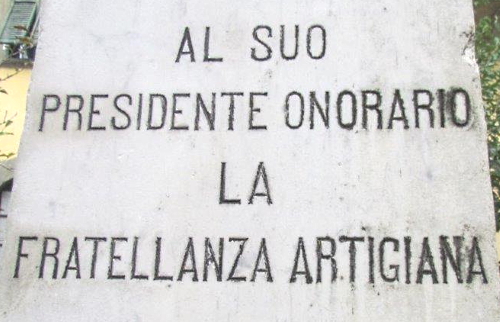 AL SUO
PRESIDENTE ONORARIO
LA
FRATELLANZA ARTIGIANA